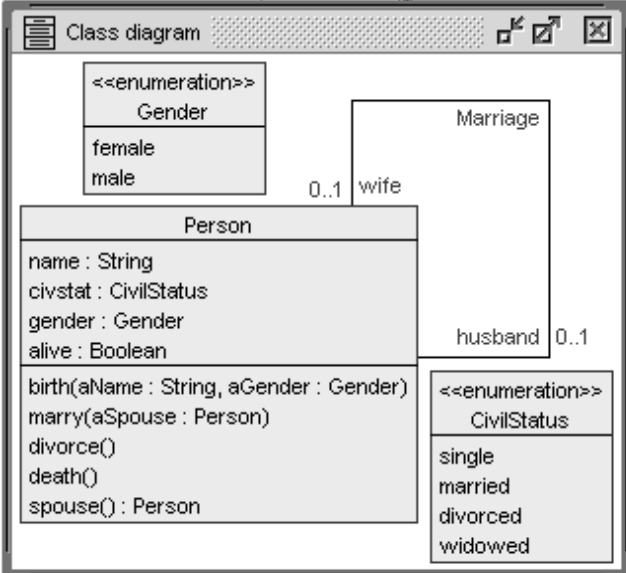 Class diagram
<<enumeration>>
Gender
female
male
Marriage
0..1 wife
Person
name : String
civstat : CivilStatus
gender : Gender
alive : Boolean
husband 0..1
birth(aName : String, aGender : Gender)
marry(aSpouse : Person)
divorce()
death()
spouse() : Person
<<enumeration>>
CivilStatus
single
married
divorced
widowed